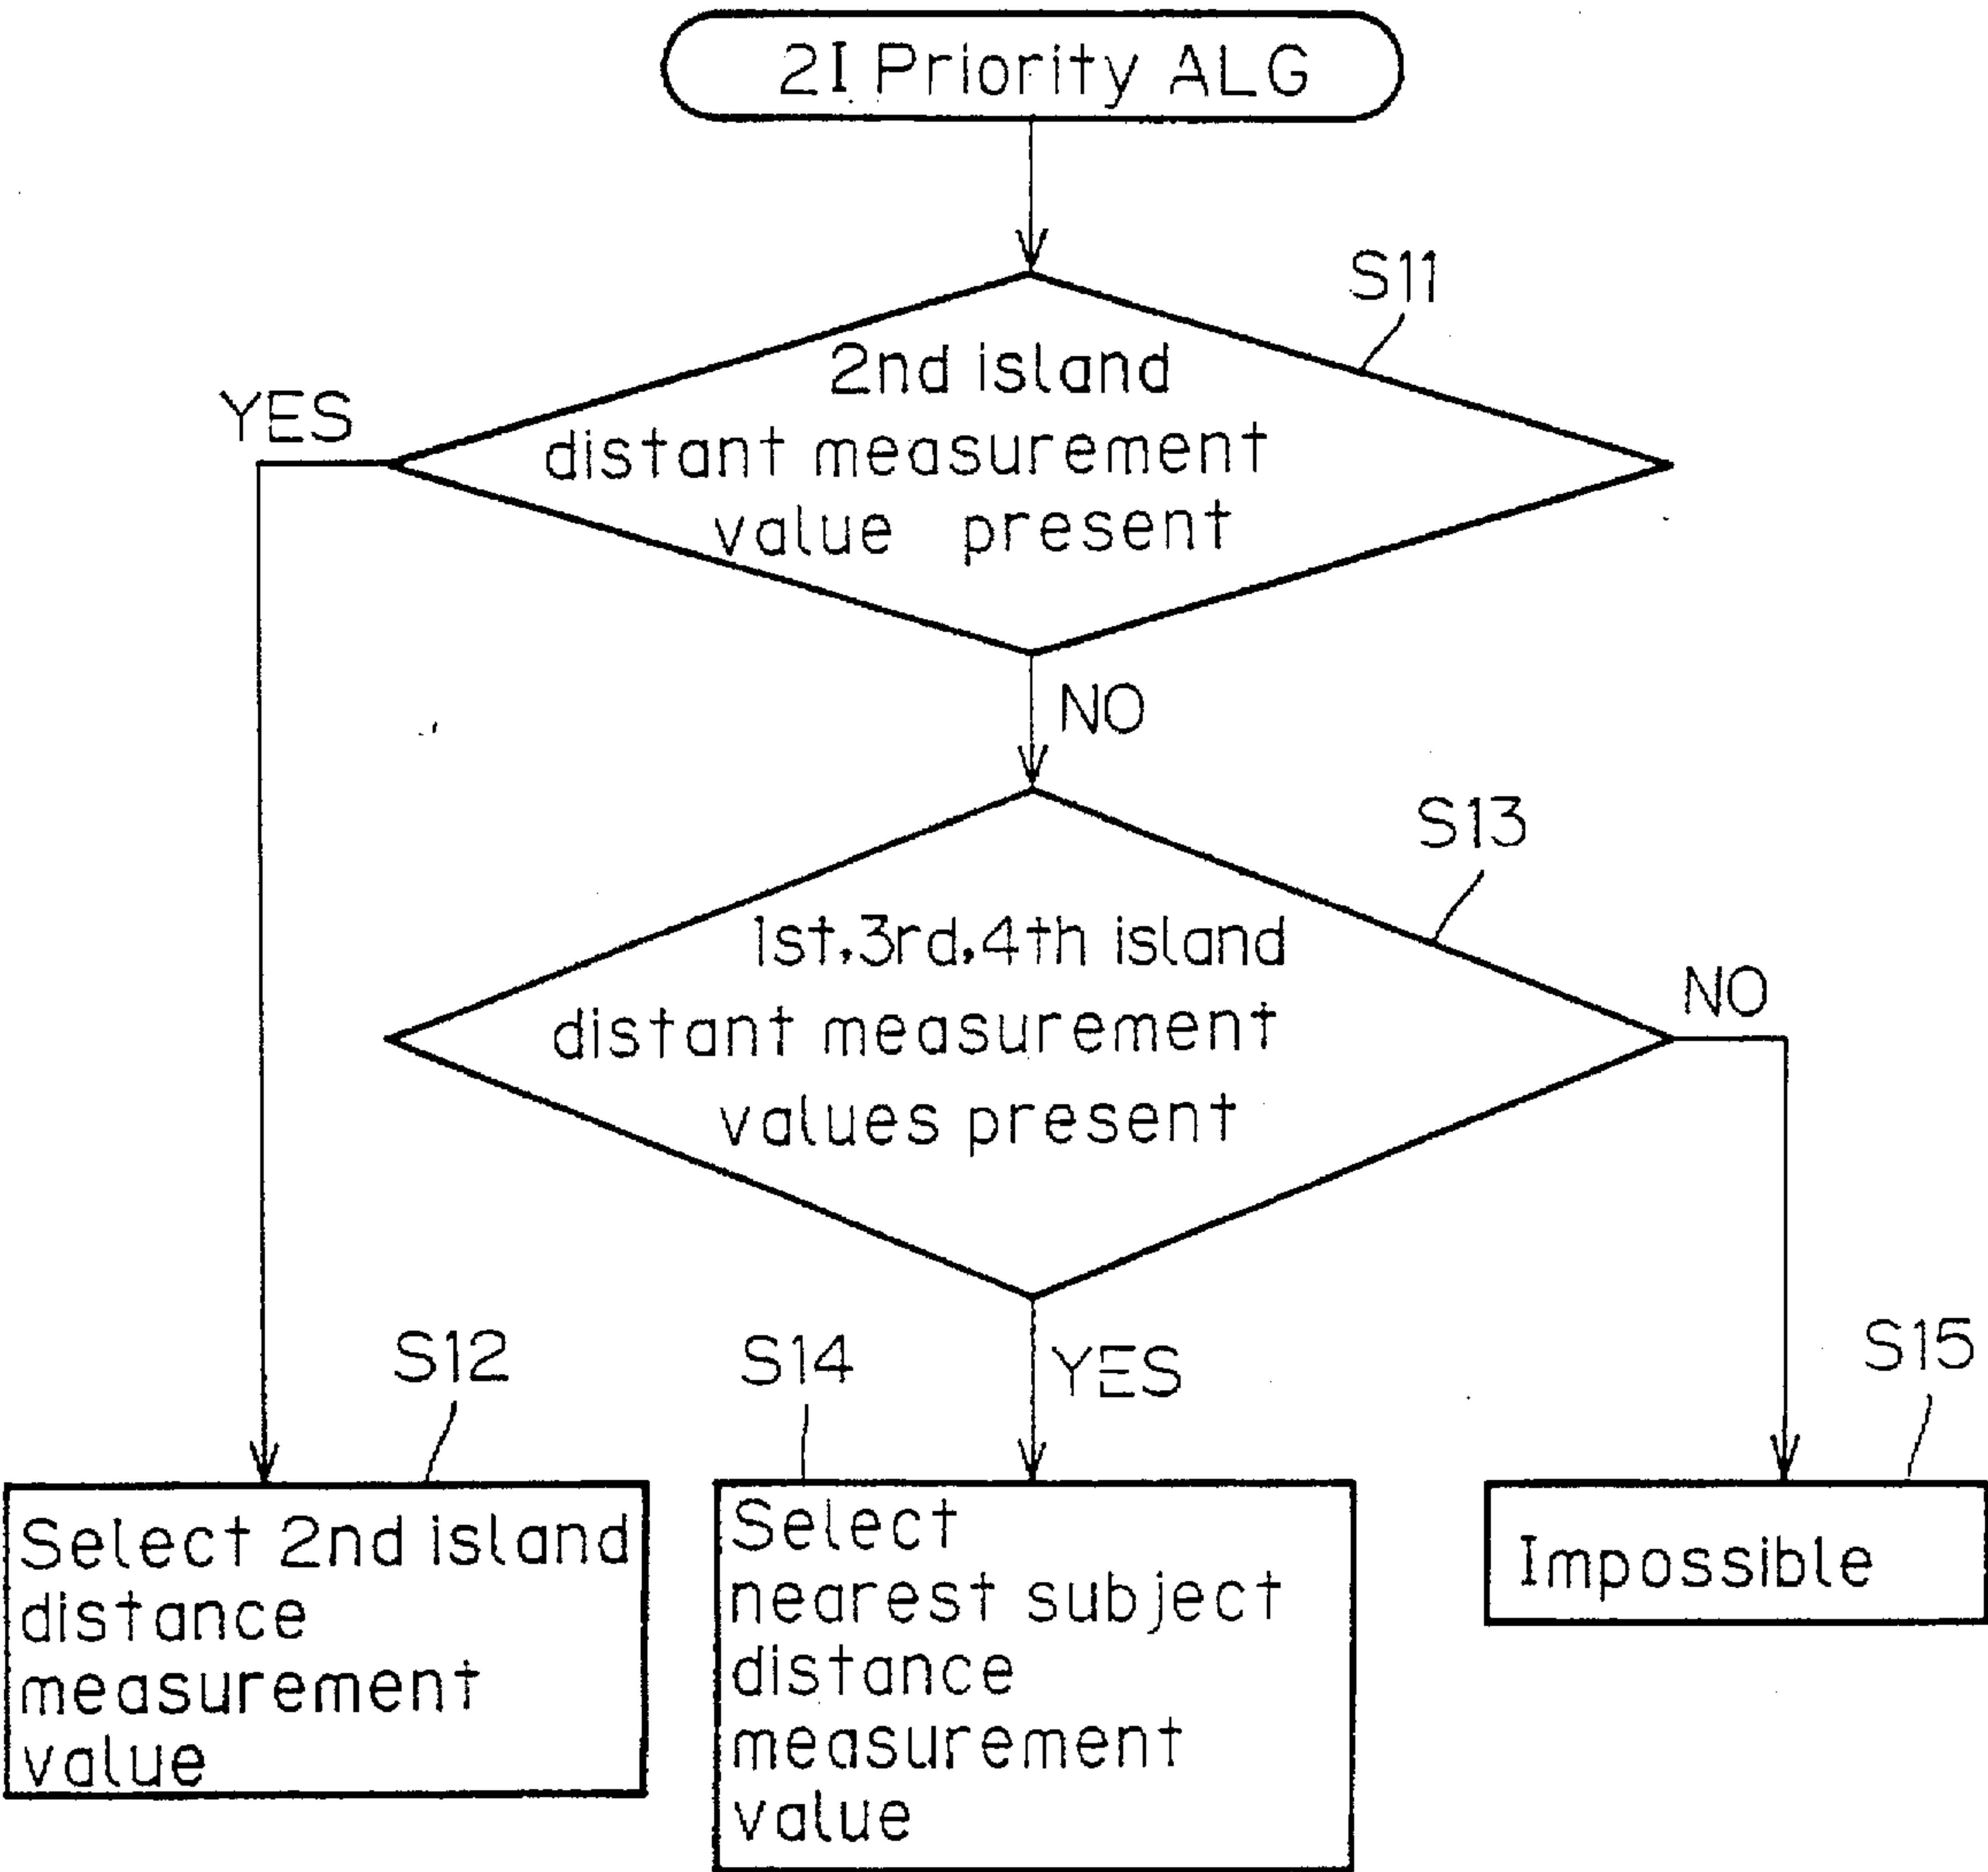 2I Priority ALG
S11
2nd island
distant measurement
value present
YES
NO
S13
1st.3rd.4th island
distant measurement
values present
NO
S12
S14
YES
S15
Select 2nd island
distance
measurement
value
Select
nearest subject
distance
measurement
value
Impossible